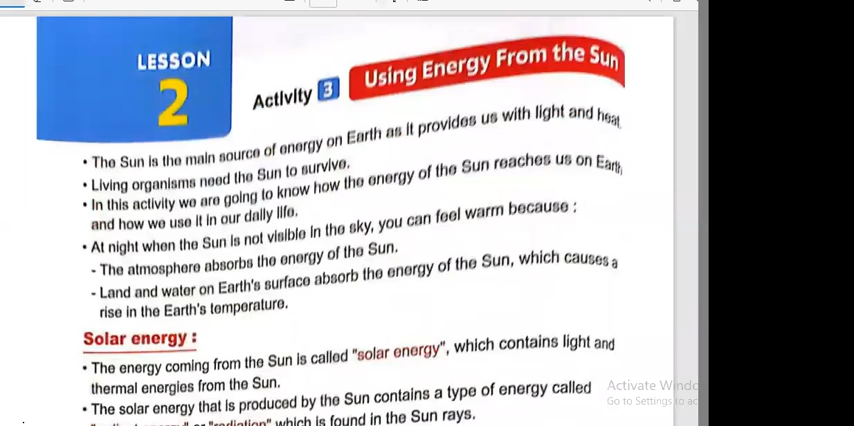 LESSON
2
Activity 3
Using Energy From the Sun
• The Sun is the main source of energy on Earth as it provides us with light and heat
• Living organisms need the Sun to survive.
• In this activity we are going to know how the energy of the Sun reaches us on Earth,
and how we use it in our daily life.
• At night when the Sun is not visible in the sky, you can feel warm because :
- The atmosphere absorbs the energy of the Sun.
- Land and water on Earth's surface absorb the energy of the Sun, which causes a
rise in the Earth's temperature.
Solar energy :
• The energy coming from the Sun is called "solar energy", which contains light and
thermal energies from the Sun.
• The solar energy that is produced by the Sun contains a type of energy called
"radiation" which is found in the Sun rays.
Activate Windo
Go to Settings to ac